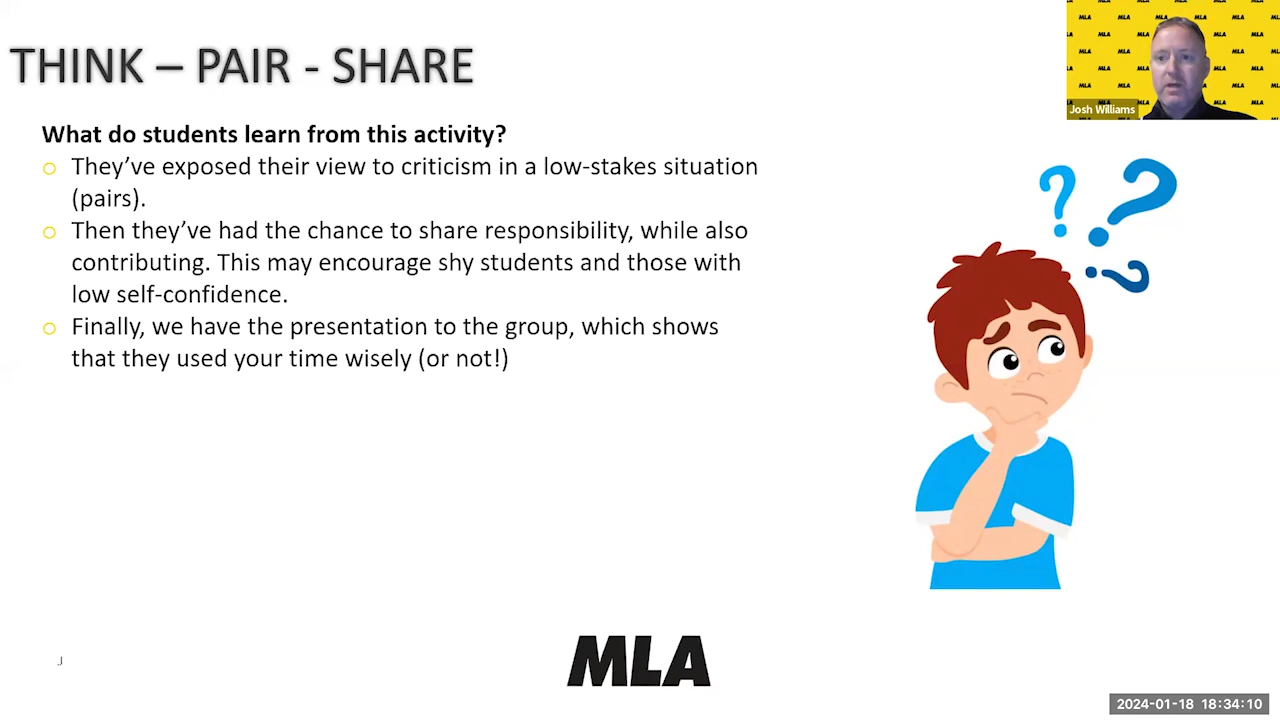 THINK – PAIR - SHARE
What do students learn from this activity?
They've exposed their view to criticism in a low-stakes situation
(pairs).
Then they've had the chance to share responsibility, while also
contributing. This may encourage shy students and those with
low self-confidence.
Finally, we have the presentation to the group, which shows
that they used your time wisely (or not!)
Josh Williams
MLA
2024-01-18 18:34:10